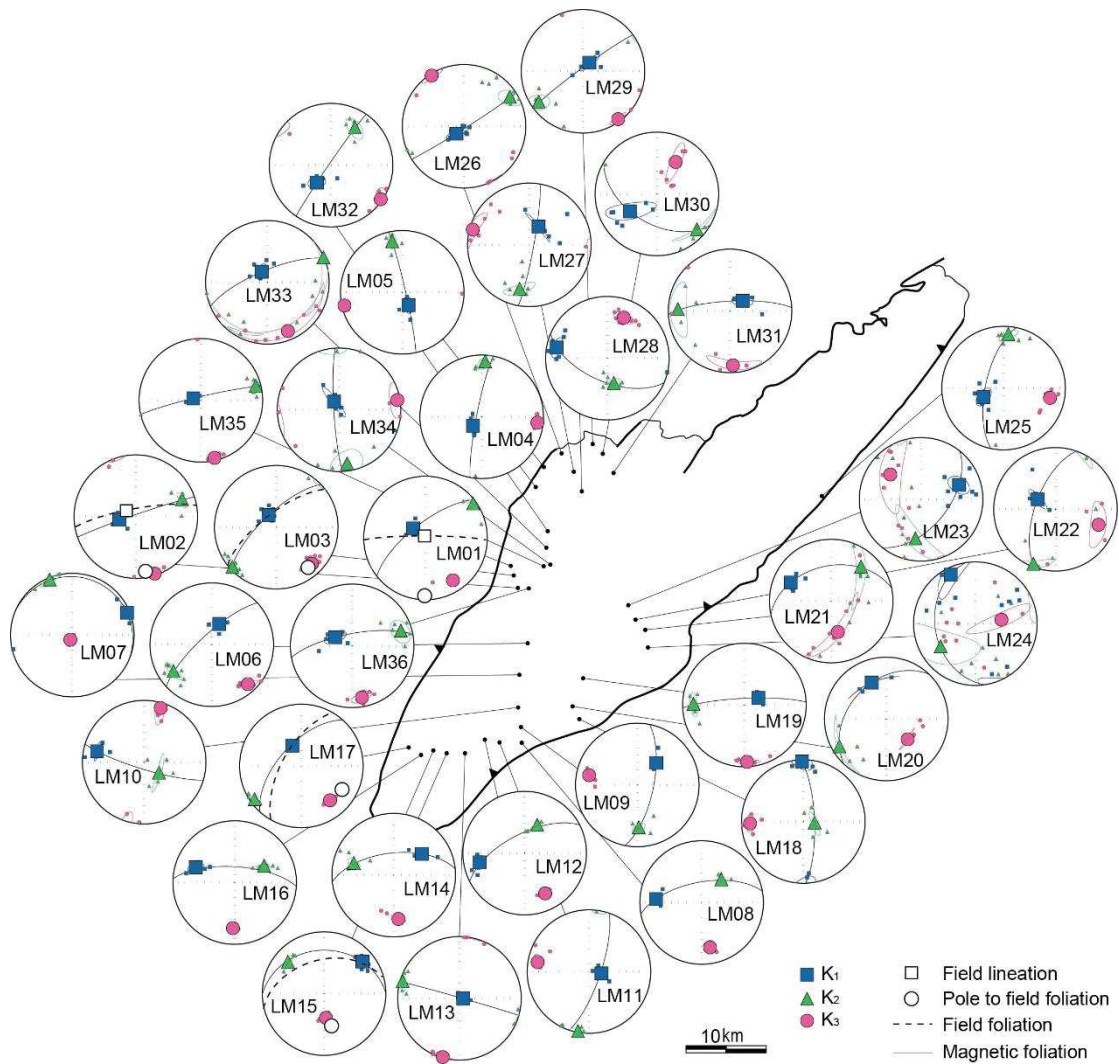 LM29
LM26
LM32
LM30
LM27
LM33
LM05
LM31
LM28
LM35
LM34
LM04
LM25
LM23
LM22
LM02
LM03
LM01
LM21
LM24
LM07
LM06
LM36
LM19
LM20
LM10
LM17
LM09
LM18
LM16
LM14
LM12
LM08
LM15
LM13
LM11
10km
K1
K2
K3
Field lineation
Pole to field foliation
Field foliation
Magnetic foliation